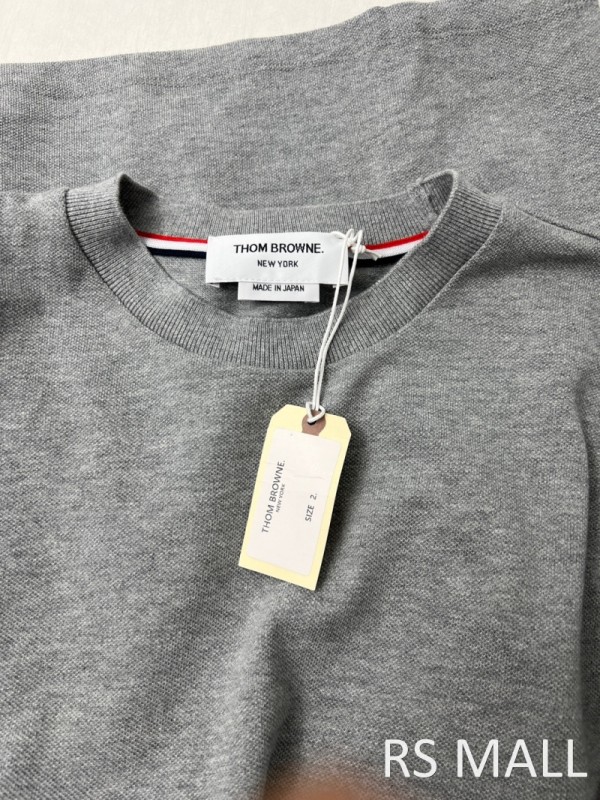 THOM BROWNE.
NEW YORK
MADE IN JAPAN
THOM BROWNE.
NEW YORK
SIZE 2.
RS MALL